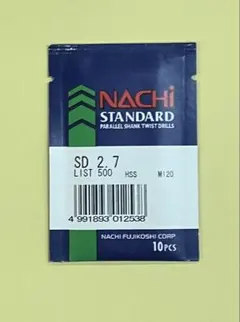 NACHi
STANDARD
PARALLEL SHANK TWIST DRILLS
SD 2.7
LIST 500 HSS M120
4 991893 012538
NACHI FUJIKOSHI CORP
10PCS